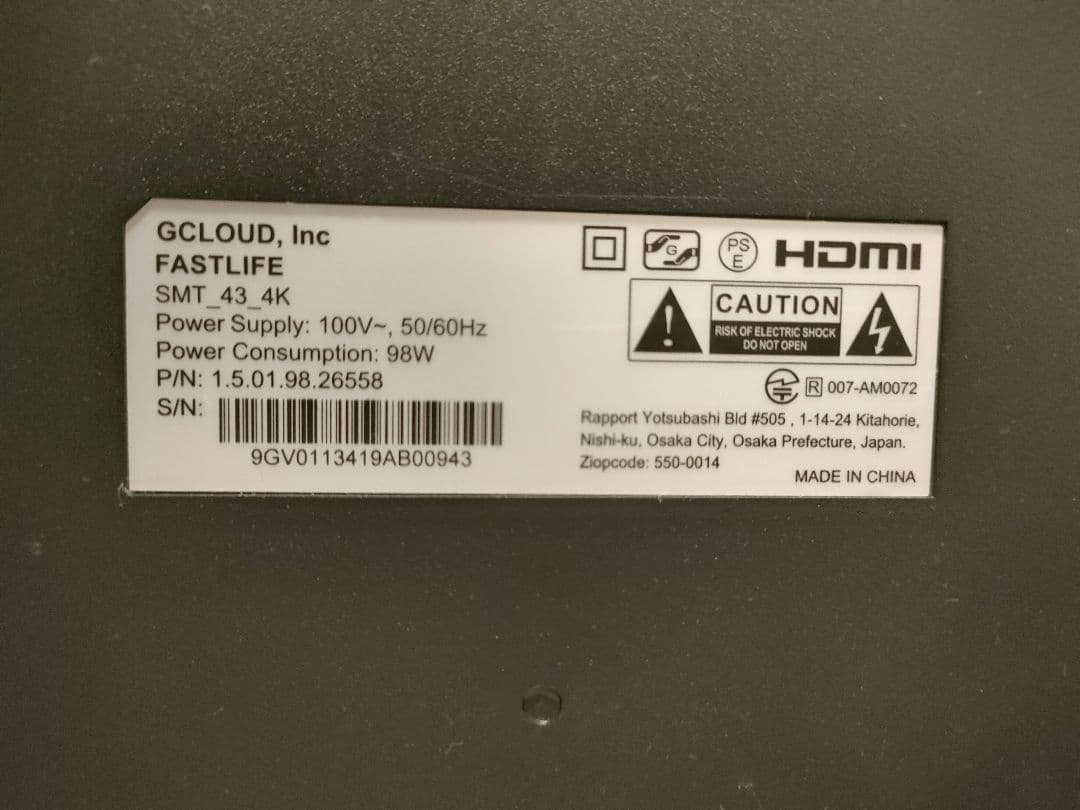 GCLOUD, Inc
FASTLIFE
SMT_43_4K
Power Supply: 100V~, 50/60Hz
Power Consumption: 98W
P/N: 1.5.01.98.26558
S/N:
9GV0113419AB00943
G
PS
E
HDMI
CAUTION
RISK OF ELECTRIC SHOCK
DO NOT OPEN
R 007-AM0072
Rapport Yotsubashi Bld #505 , 1-14-24 Kitahorie,
Nishi-ku, Osaka City, Osaka Prefecture, Japan.
Ziopcode: 550-0014
MADE IN CHINA